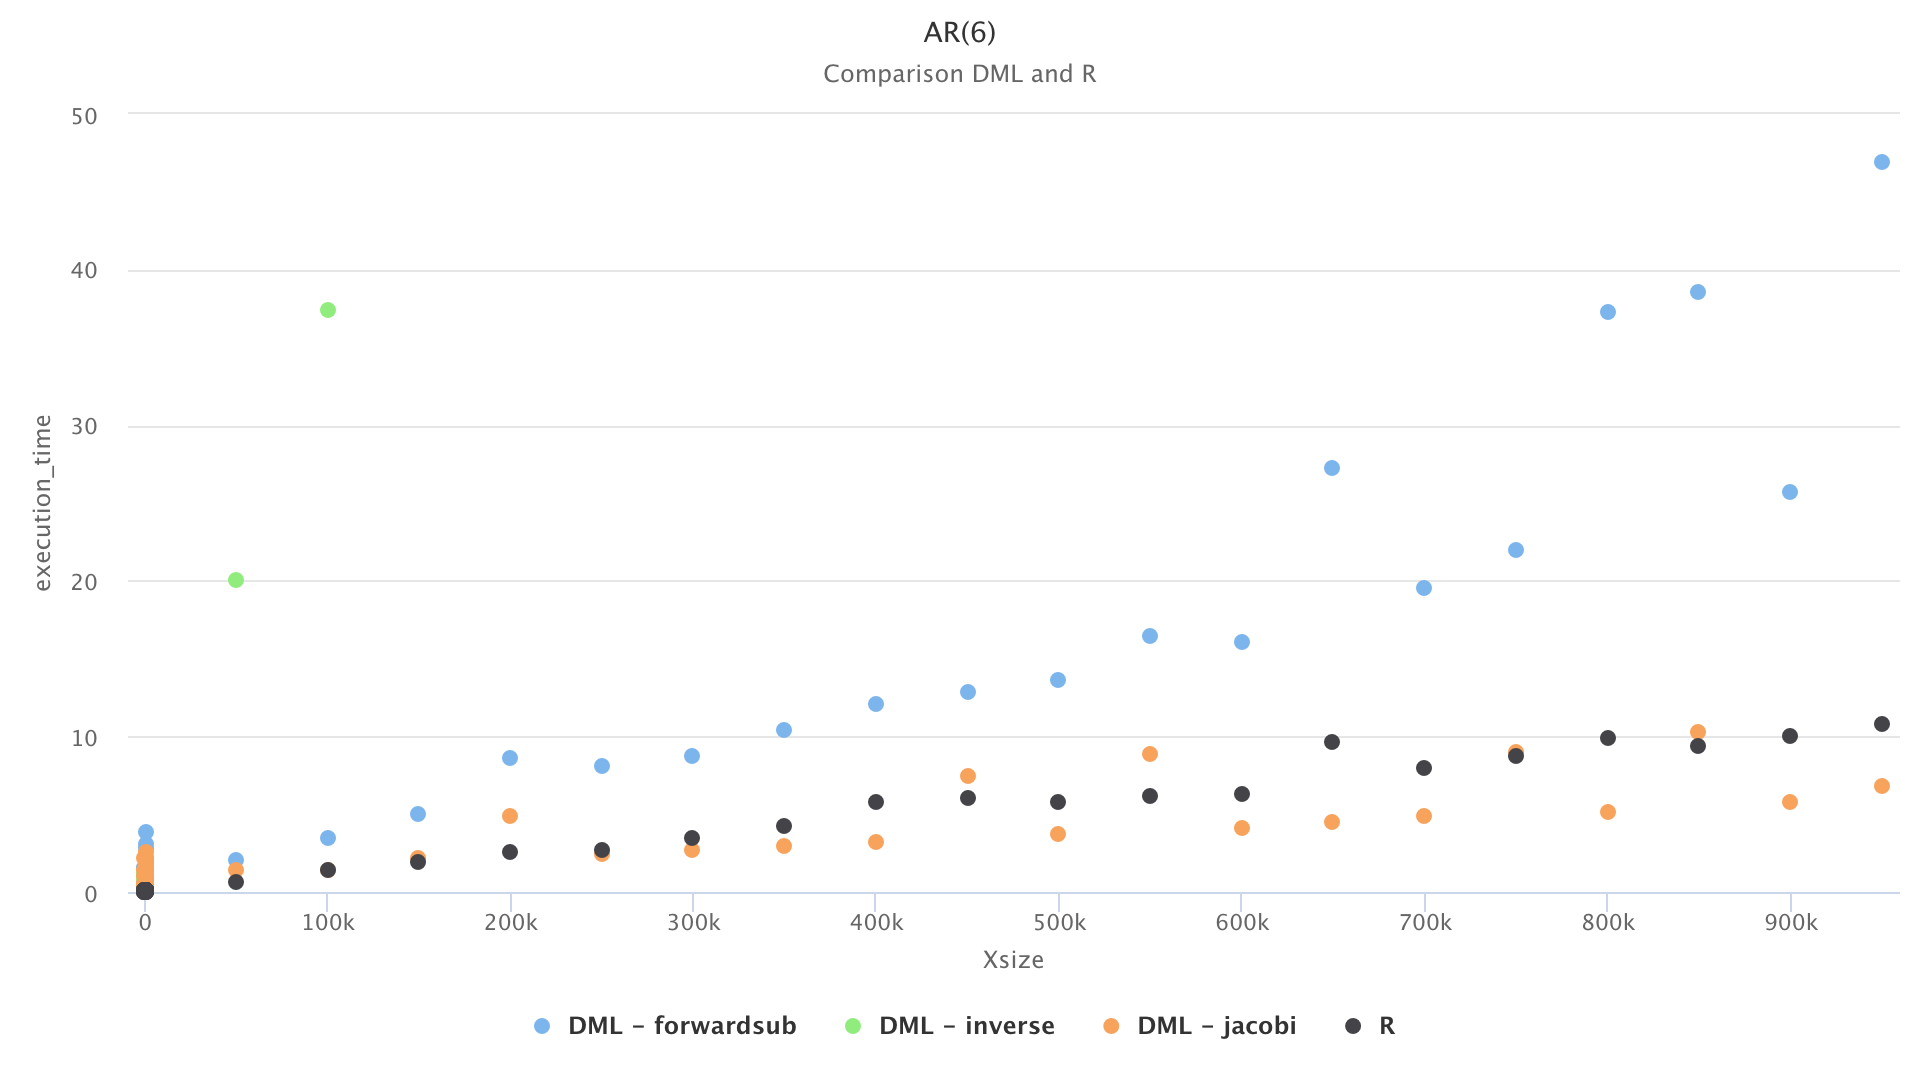 AR(6)
Comparison DML and R
50
40
30
20
10
0
execution_time
0 100k 200k 300k 400k 500k 600k 700k 800k 900k
Xsize
DML – forwardsub DML – inverse DML – jacobi R